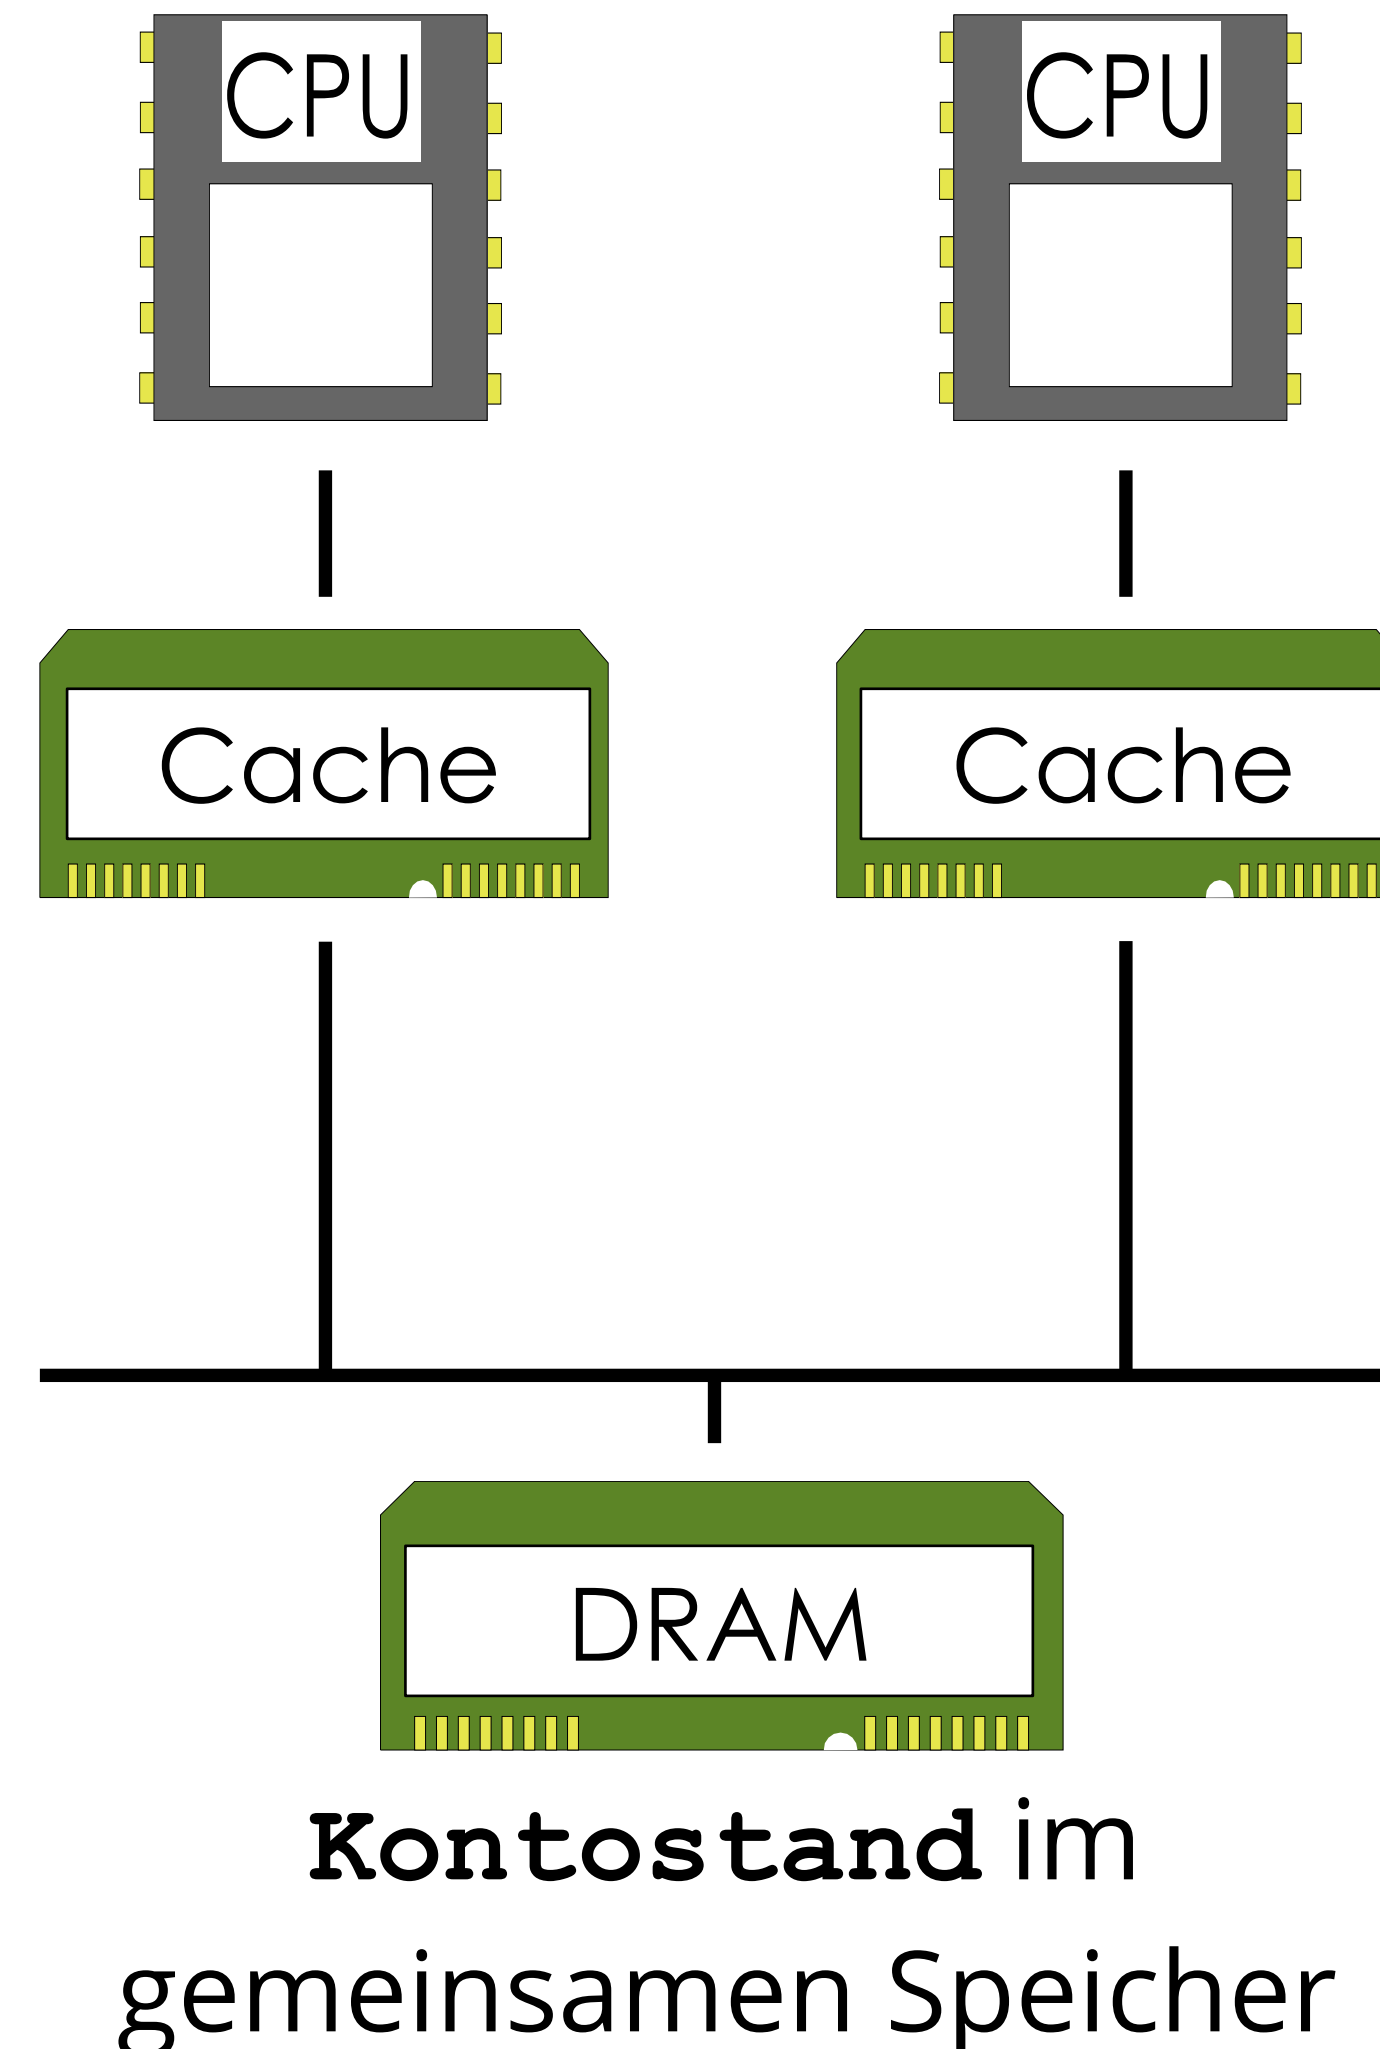 CPU CPU
Cache Cache
DRAM
Kontostand im
gemeinsamen Speicher